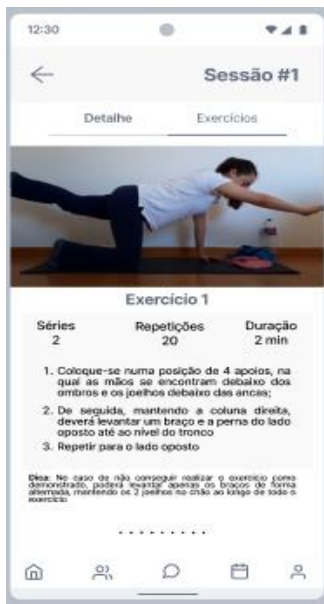 12:30
Sessão #1
Detalhe Exercícios
Exercício 1
Séries Repetições Duração
2 20 2 min
1. Coloque-se numa posição de 4 apoios, na
qual as mãos se encontram debaixo dos
ombros e os joelhos debaixo das ancas;
2. De seguida, mantendo a coluna direita,
deverá levantar um braço e a perna do lado
oposto até ao nível do tronco
3. Repetir para o lado oposto
Dica: No caso de não conseguir realizar o exercício como
demonstrado, poderá levantar apenas os braços de forma
alternada, mantendo os 2 joelhos no chão ao longo de todo o
exercício